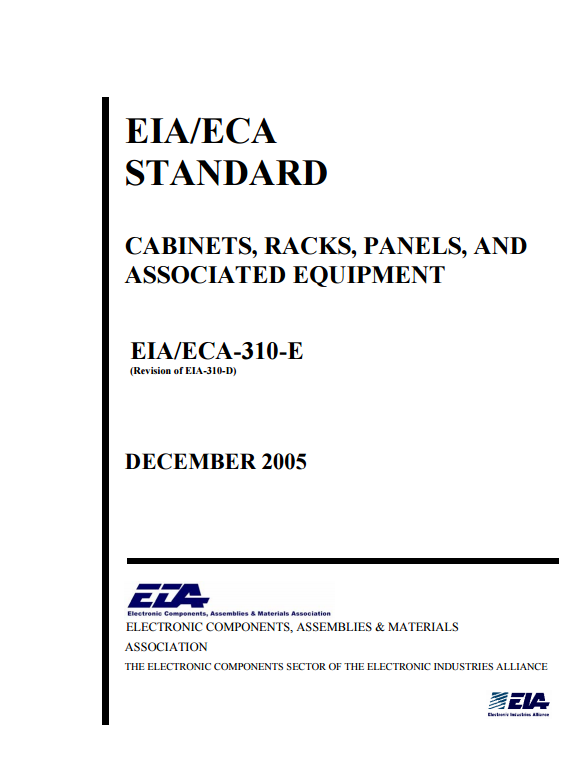 EIA/ECA
STANDARD
CABINETS, RACKS, PANELS, AND
ASSOCIATED EQUIPMENT
EIA/ECA-310-E
(Revision of EIA-310-D)
DECEMBER 2005
ECA
Electronic Components, Assemblies & Materials Association
ELECTRONIC COMPONENTS, ASSEMBLIES & MATERIALS
ASSOCIATION
THE ELECTRONIC COMPONENTS SECTOR OF THE ELECTRONIC INDUSTRIES ALLIANCE
EIA
Electronic Industries Alliance